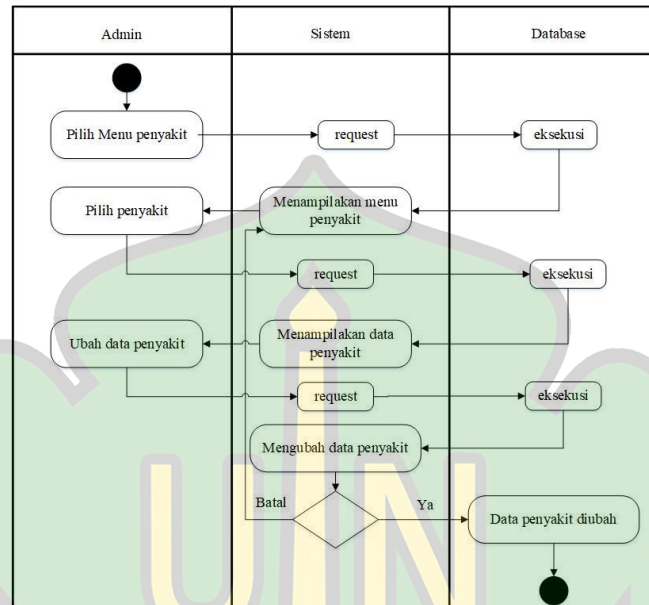 Admin
Sistem
Database
Pilih Menu penyakit
request
eksekusi
Pilih penyakit
Menampilakan menu
penyakit
request
eksekusi
Ubah data penyakit
Menampilakan data
penyakit
request
eksekusi
Mengubah data penyakit
Batal
Ya
Data penyakit diubah
UIN